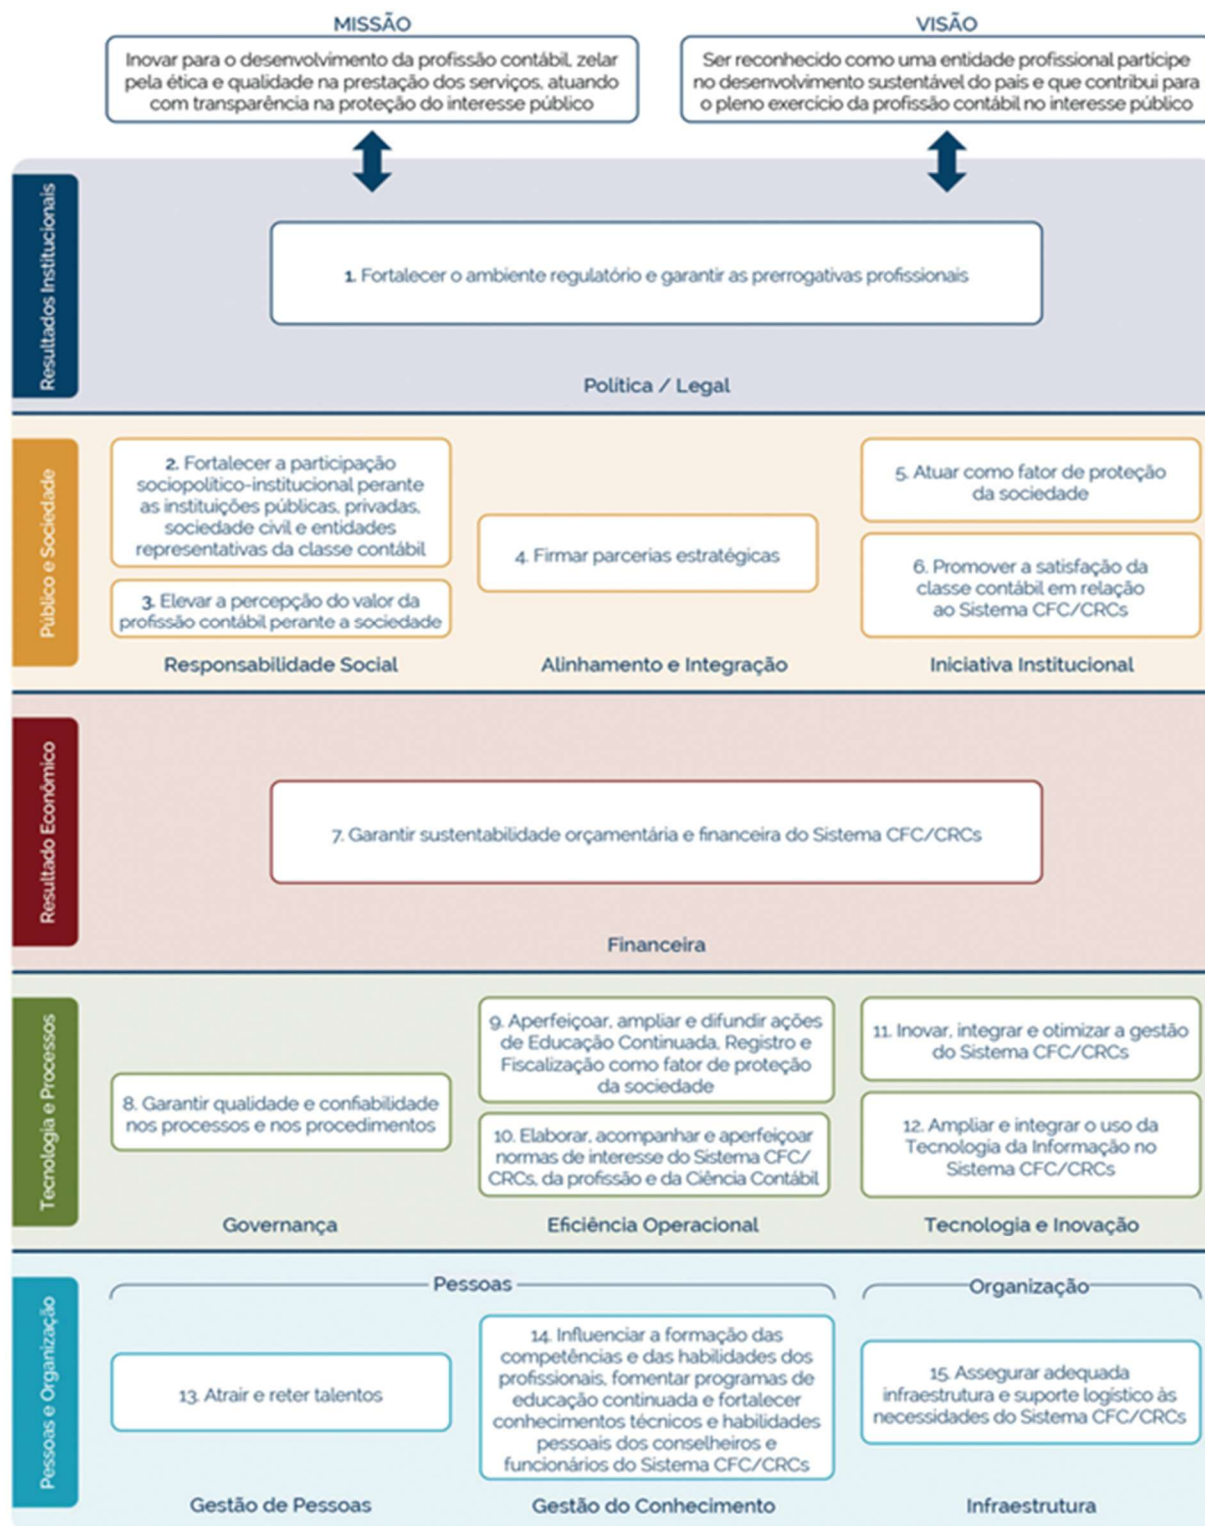 MISSÃO
Inovar para o desenvolvimento da profissão contábil, zelar
pela ética e qualidade na prestação dos serviços, atuando
com transparência na proteção do interesse público
VISÃO
Ser reconhecido como uma entidade profissional partícipe
no desenvolvimento sustentável do país e que contribui para
o pleno exercício da profissão contábil no interesse público
Resultados Institucionais
1. Fortalecer o ambiente regulatório e garantir as prerrogativas profissionais
Política / Legal
Público e Sociedade
2. Fortalecer a participação
sociopolítico-institucional perante
as instituições públicas, privadas,
sociedade civil e entidades
representativas da classe contábil
3. Elevar a percepção do valor da
profissão contábil perante a sociedade
Responsabilidade Social
4. Firmar parcerias estratégicas
Alinhamento e Integração
5. Atuar como fator de proteção
da sociedade
6. Promover a satisfação da
classe contábil em relação
ao Sistema CFC/CRCs
Iniciativa Institucional
Resultado Econômico
7. Garantir sustentabilidade orçamentária e financeira do Sistema CFC/CRCs
Financeira
Tecnologia e Processos
8. Garantir qualidade e confiabilidade
nos processos e nos procedimentos
Governança
9. Aperfeiçoar, ampliar e difundir ações
de Educação Continuada, Registro e
Fiscalização como fator de proteção
da sociedade
10. Elaborar, acompanhar e aperfeiçoar
normas de interesse do Sistema CFC/
CRCs, da profissão e da Ciência Contábil
Eficiência Operacional
11. Inovar, integrar e otimizar a gestão
do Sistema CFC/CRCs
12. Ampliar e integrar o uso da
Tecnologia da Informação no
Sistema CFC/CRCs
Tecnologia e Inovação
Pessoas e Organização
Pessoas
13. Atrair e reter talentos
Gestão de Pessoas
14. Influenciar a formação das
competências e das habilidades dos
profissionais, fomentar programas de
educação continuada e fortalecer
conhecimentos técnicos e habilidades
pessoais dos conselheiros e
funcionários do Sistema CFC/CRCs
Gestão do Conhecimento
Organização
15. Assegurar adequada
infraestrutura e suporte logístico às
necessidades do Sistema CFC/CRCs
Infraestrutura